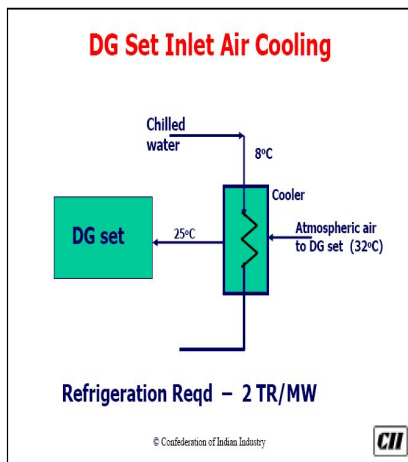 DG Set Inlet Air Cooling
Chilled
water
8ºC
Cooler
DG set
25ºC
Atmospheric air
to DG set (32ºC)
Refrigeration Reqd – 2 TR/MW
© Confederation of Indian Industry
CII